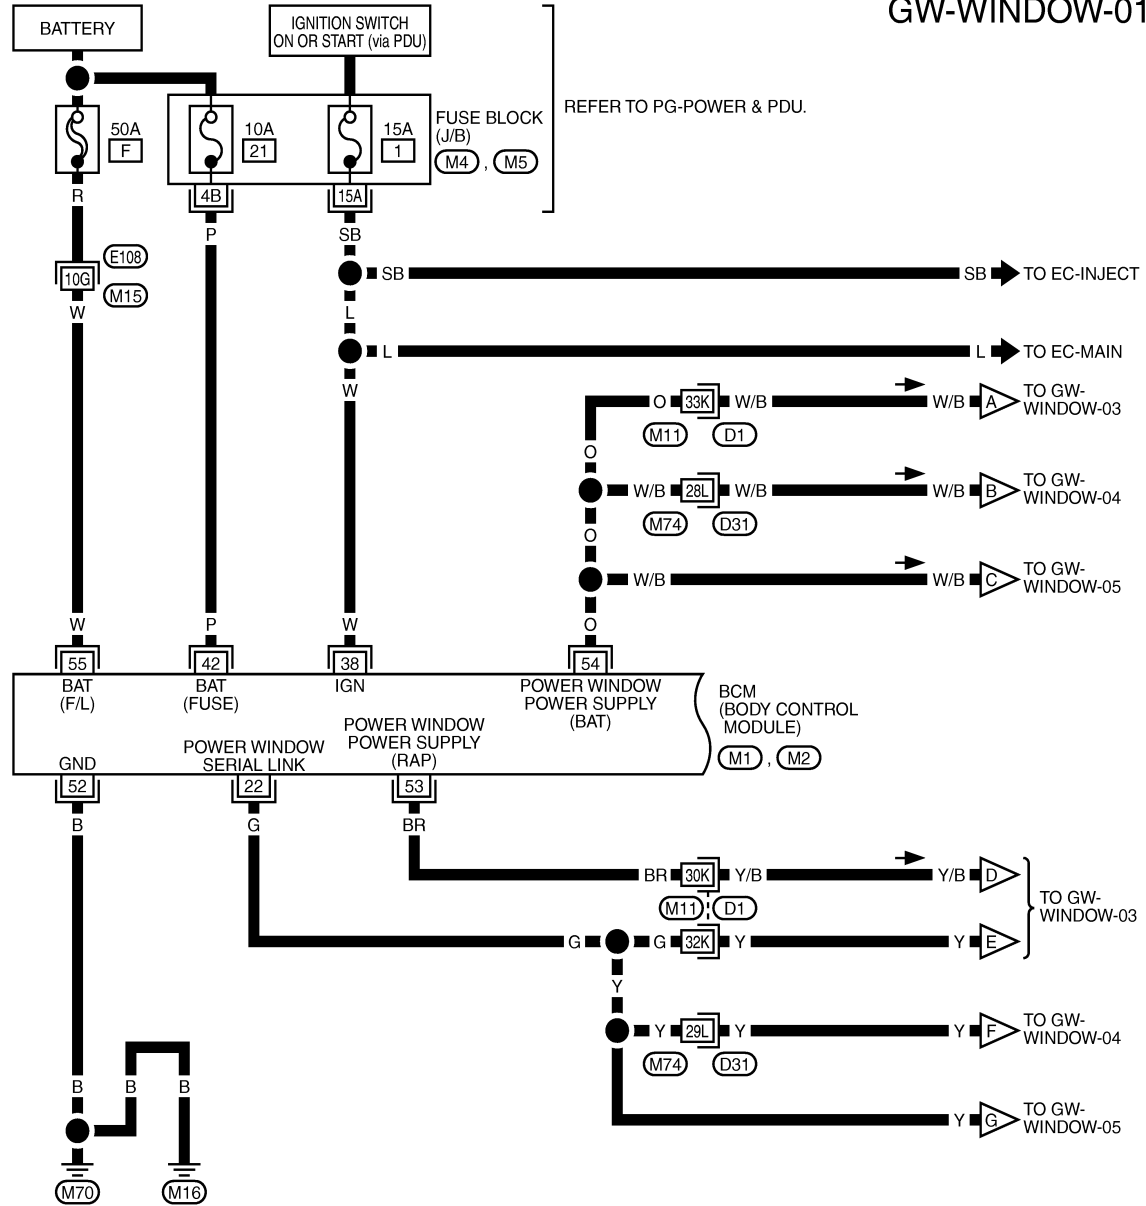 GW-WINDOW-01
BATTERY
IGNITION SWITCH
ON OR START (via PDU)
REFER TO PG-POWER & PDU.
50A
F
10A
21
15A
1
FUSE BLOCK
(J/B)
M4 , M5
R
4B
15A
P
SB
E108
10G
M15
SB
SB
TO EC-INJECT
W
L
L
L
TO EC-MAIN
W
O
33K
W/B
W/B
A
TO GW-
WINDOW-03
M11
D1
O
W/B
28L
W/B
W/B
B
TO GW-
WINDOW-04
M74
D31
O
W/B
W/B
C
TO GW-
WINDOW-05
W
P
W
O
55
42
38
54
BAT
(F/L)
BAT
(FUSE)
IGN
POWER WINDOW
POWER SUPPLY
(BAT)
BCM
(BODY CONTROL
MODULE)
M1 , M2
GND
POWER WINDOW
SERIAL LINK
POWER WINDOW
POWER SUPPLY
(RAP)
52
22
53
B
G
BR
BR
30K
Y/B
Y/B
D
M11
D1
TO GW-
WINDOW-03
G
G
32K
Y
Y
E
Y
Y
29L
Y
Y
F
TO GW-
WINDOW-04
M74
D31
B
B
B
Y
G
TO GW-
WINDOW-05
M70
M16